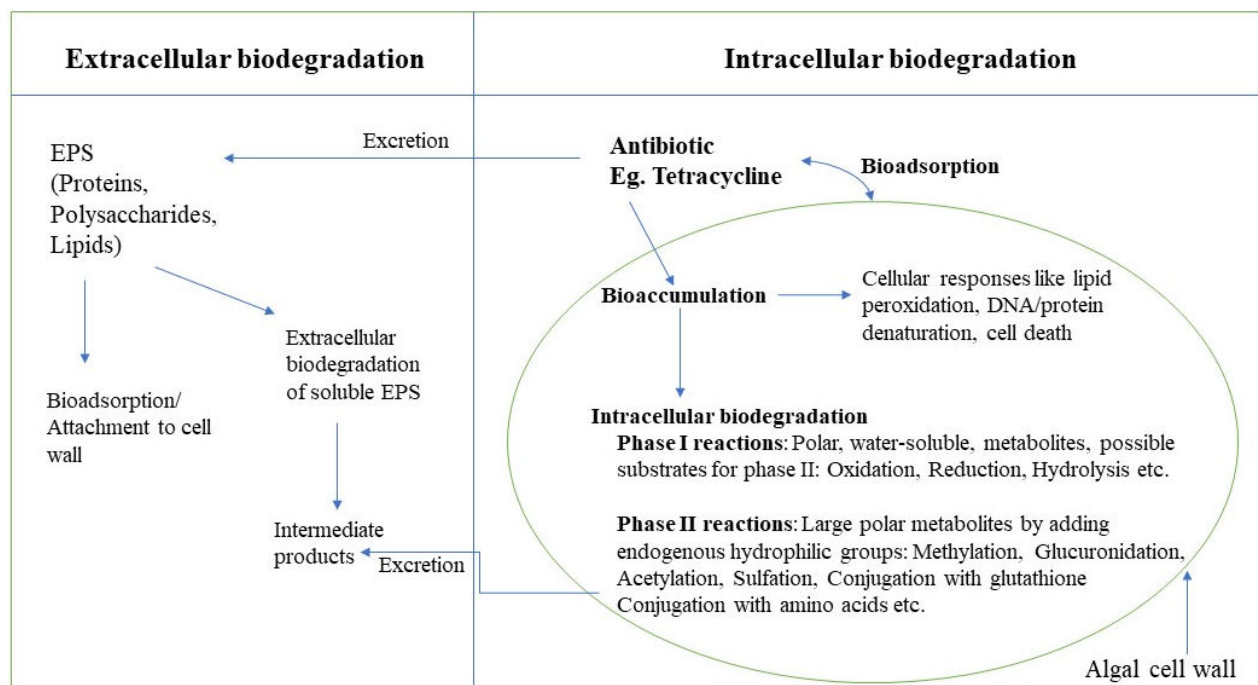 Extracellular biodegradation
Intracellular biodegradation
EPS
(Proteins,
Polysaccharides,
Lipids)
Excretion
Antibiotic
Eg. Tetracycline
Bioadsorption
Bioaccumulation
Cellular responses like lipid
peroxidation, DNA/protein
denaturation, cell death
Extracellular
biodegradation
of soluble EPS
Bioadsorption/
Attachment to cell
wall
Intracellular biodegradation
Phase I reactions: Polar, water-soluble, metabolites, possible
substrates for phase II: Oxidation, Reduction, Hydrolysis etc.
Phase II reactions: Large polar metabolites by adding
endogenous hydrophilic groups: Methylation, Glucuronidation,
Acetylation, Sulfation, Conjugation with glutathione
Conjugation with amino acids etc.
Intermediate
products
Excretion
Algal cell wall